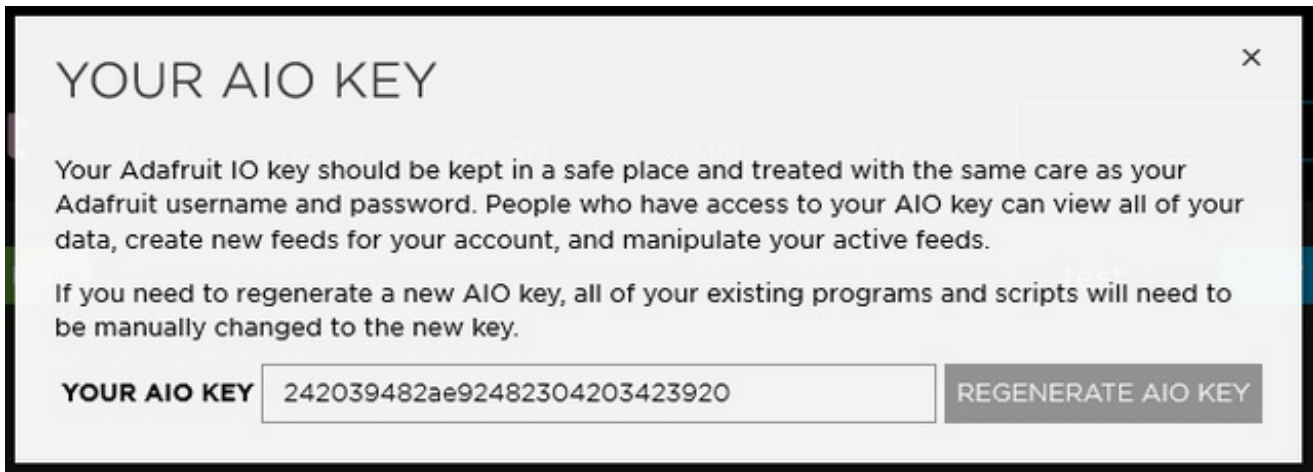 YOUR AIO KEY
×
Your Adafruit IO key should be kept in a safe place and treated with the same care as your
Adafruit username and password. People who have access to your AIO key can view all of your
data, create new feeds for your account, and manipulate your active feeds.
If you need to regenerate a new AIO key, all of your existing programs and scripts will need to
be manually changed to the new key.
YOUR AIO KEY 242039482ae92482304203423920 REGENERATE AIO KEY